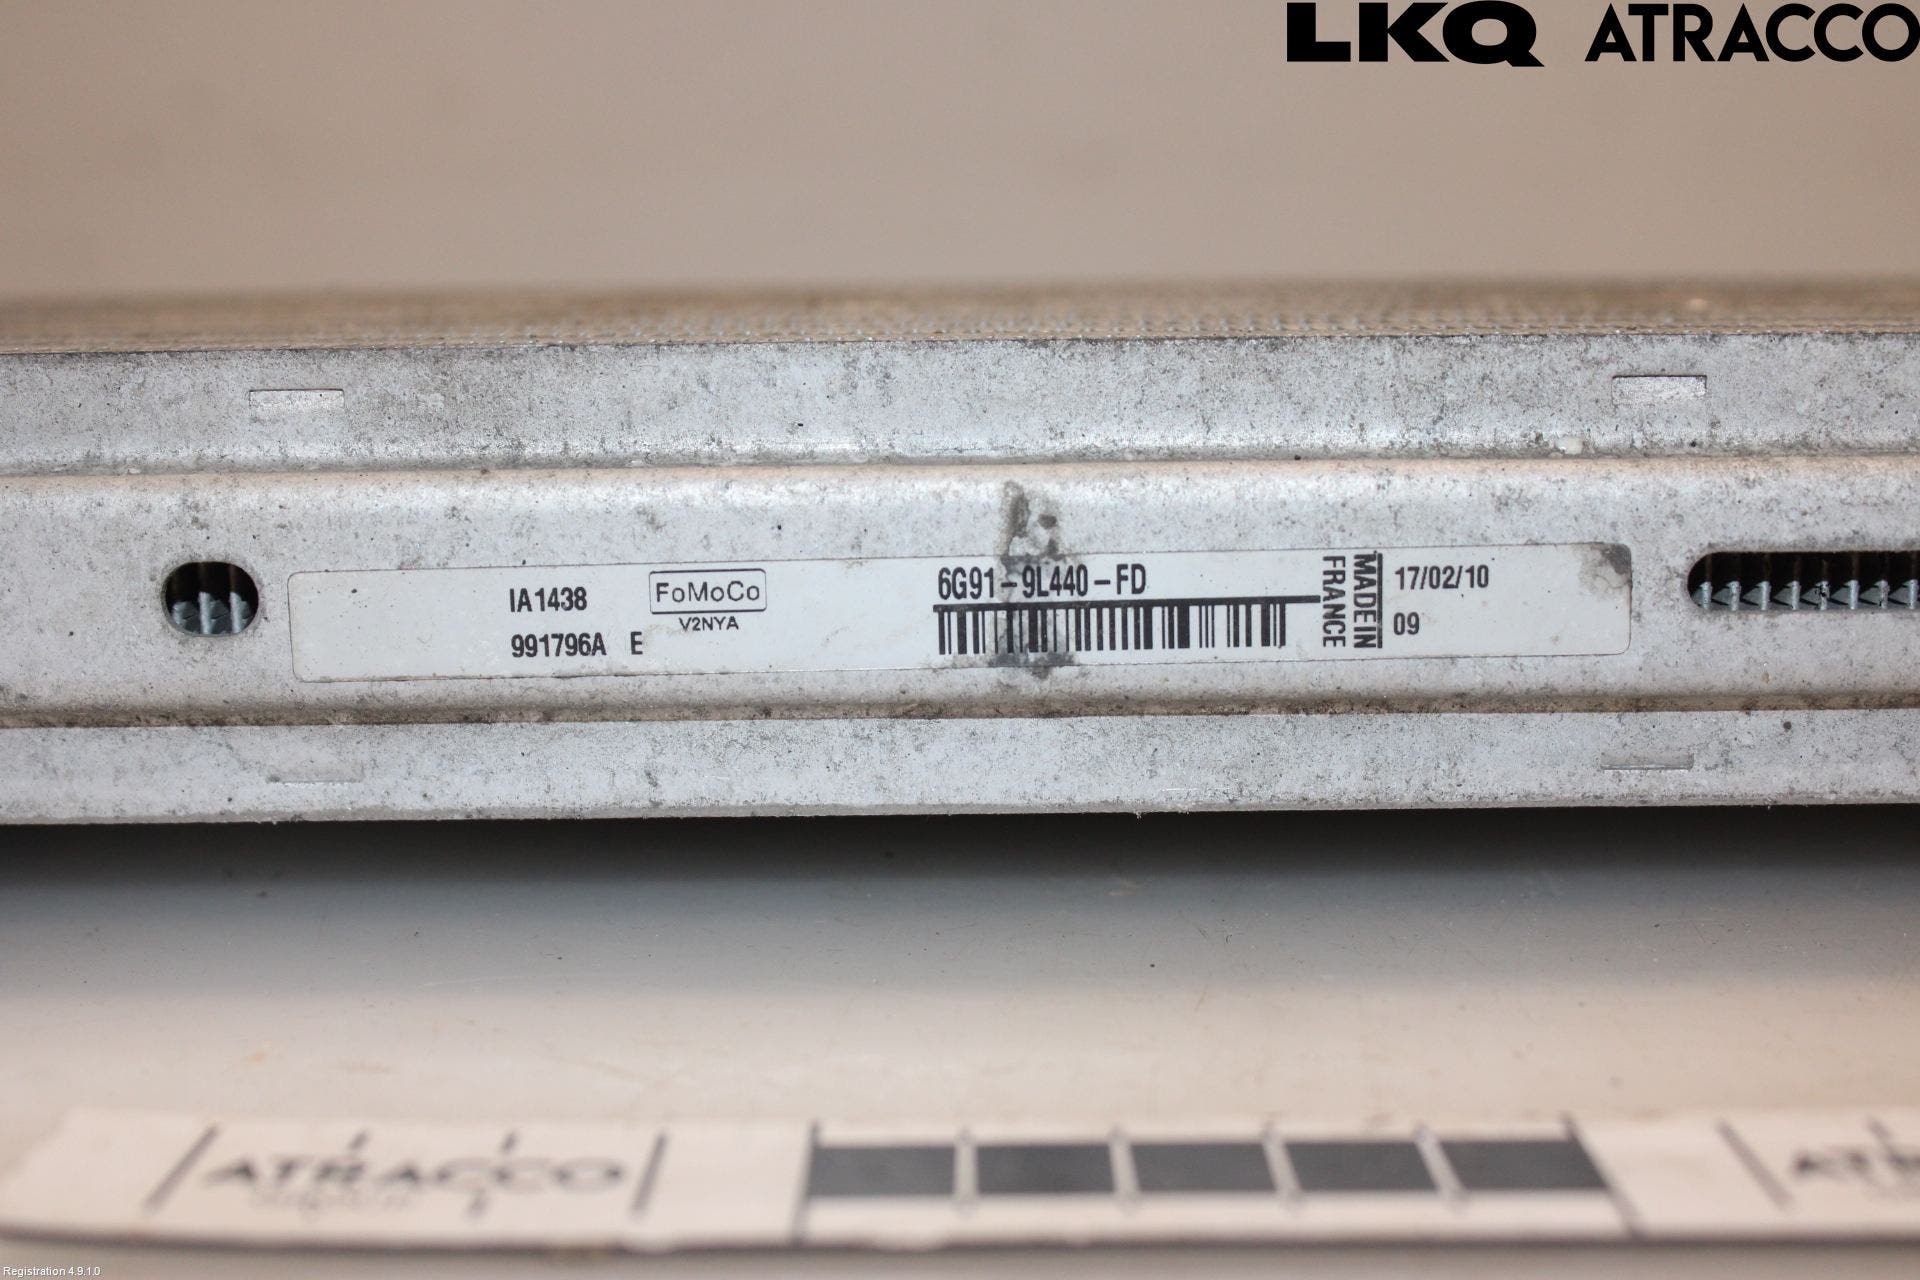 LKQ ATRACCO
IA1438
991796A E
FoMoCo
V2NYA
6G91-9L440-FD
MADE IN
FRANCE
17/02/10
09
ATRACCO
Registration 4.9.1.0